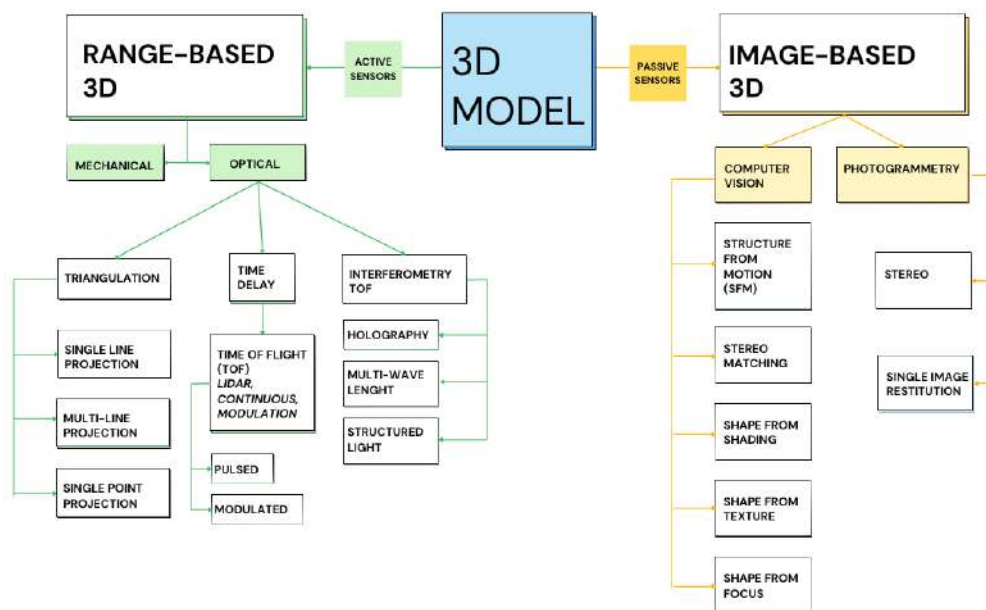 RANGE-BASED
3D
ACTIVE
SENSORS
3D
MODEL
PASSIVE
SENSORS
IMAGE-BASED
3D
MECHANICAL
OPTICAL
COMPUTER
VISION
PHOTOGRAMMETRY
TRIANGULATION
TIME
DELAY
INTERFEROMETRY
TOF
STRUCTURE
FROM
MOTION
(SFM)
STEREO
SINGLE LINE
PROJECTION
TIME OF FLIGHT
(TOF)
LIDAR,
CONTINUOUS,
MODULATION
HOLOGRAPHY
MULTI-WAVE
LENGHT
STEREO
MATCHING
SINGLE IMAGE
RESTITUTION
MULTI-LINE
PROJECTION
STRUCTURED
LIGHT
SHAPE FROM
SHADING
SINGLE POINT
PROJECTION
PULSED
MODULATED
SHAPE FROM
TEXTURE
SHAPE FROM
FOCUS